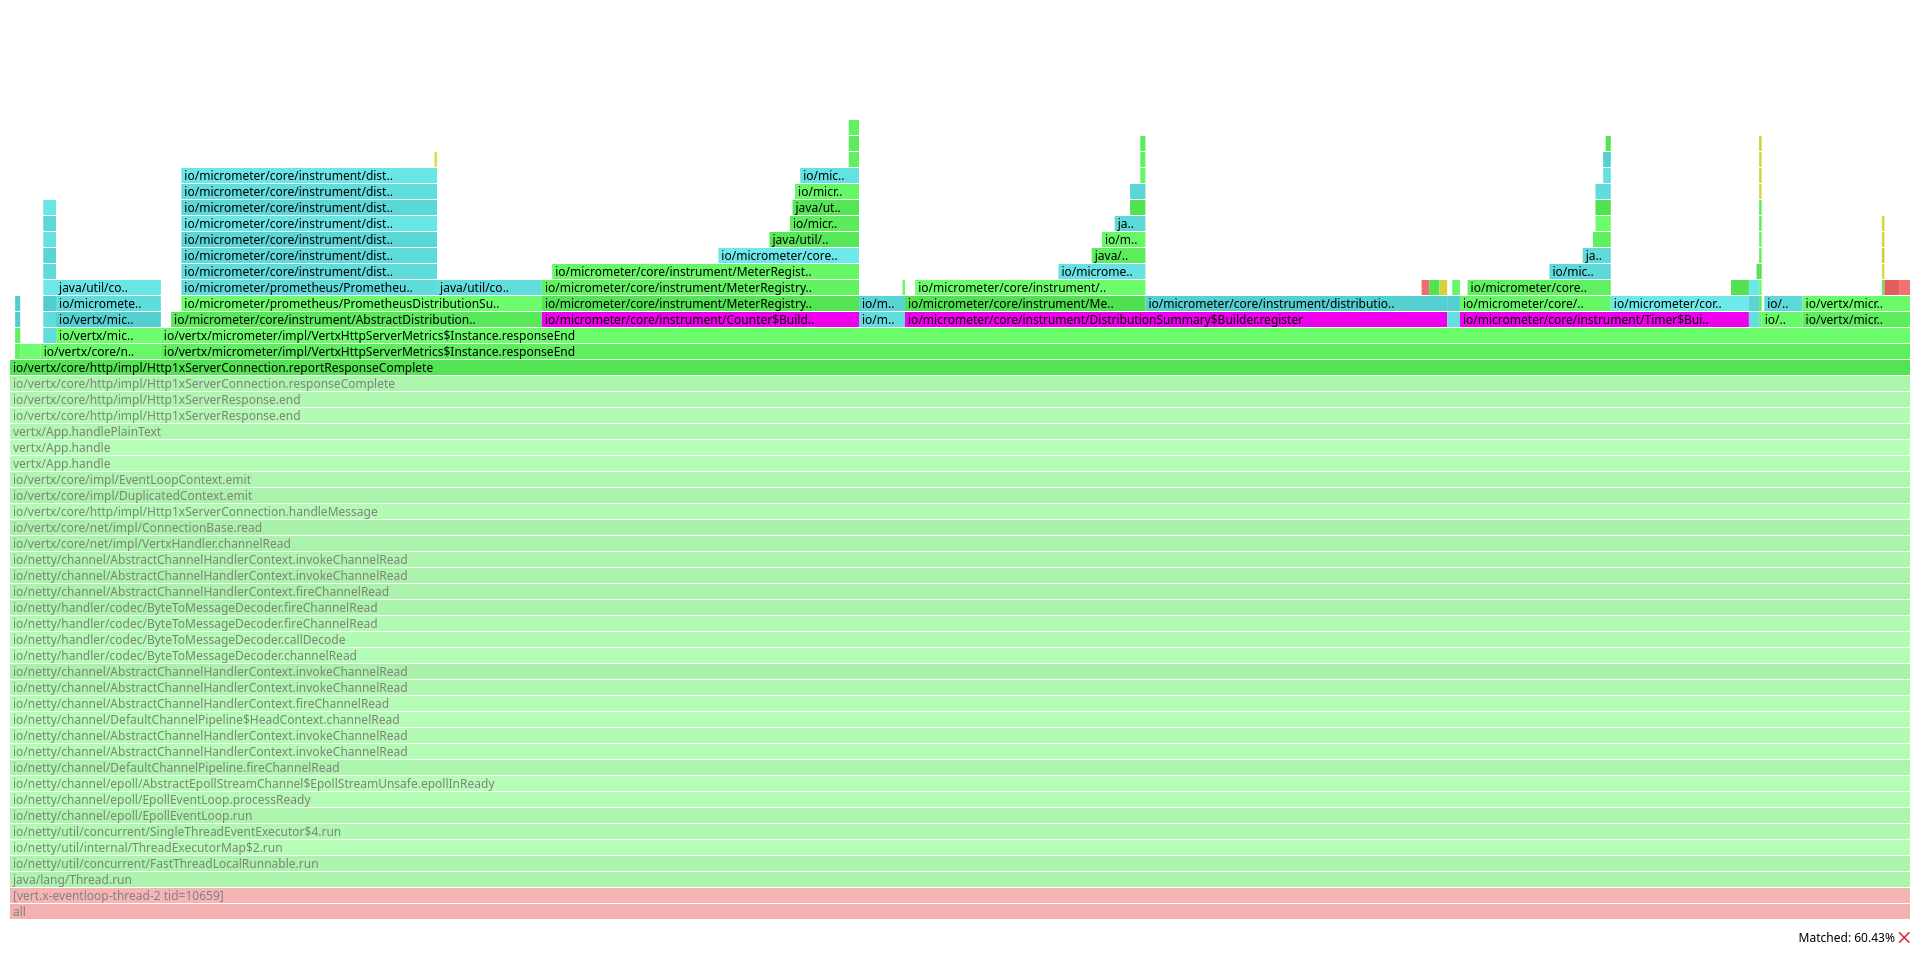 io/micrometer/core/instrument/dist.. io/mic..
io/micrometer/core/instrument/dist.. io/micr..
io/micrometer/core/instrument/dist.. java/ut..
io/micrometer/core/instrument/dist.. io/micr.. ja..
io/micrometer/core/instrument/dist.. java/util/.. io/m..
io/micrometer/core/instrument/dist.. io/micrometer/core.. java/.. ja..
io/micrometer/core/instrument/dist.. io/micrometer/core/instrument/MeterRegist.. io/microme.. io/mic..
java/util/co.. io/micrometer/prometheus/Prometheu.. java/util/co.. io/micrometer/core/instrument/MeterRegistry.. io/micrometer/core/instrument/.. io/micrometer/core..
io/micromete.. io/micrometer/prometheus/PrometheusDistributionSu.. io/micrometer/core/instrument/MeterRegistry.. io/m.. io/micrometer/core/instrument/Me.. io/micrometer/core/instrument/distributio.. io/micrometer/core/.. io/micrometer/cor.. io/.. io/vertx/micr..
io/vertx/mic.. io/micrometer/core/instrument/AbstractDistribution.. io/micrometer/core/instrument/Counter$Build.. io/m.. io/micrometer/core/instrument/DistributionSummary$Builder.register io/micrometer/core/instrument/Timer$Bui.. io/.. io/vertx/micr..
io/vertx/mic.. io/vertx/micrometer/impl/VertxHttpServerMetrics$Instance.responseEnd
io/vertx/core/n.. io/vertx/micrometer/impl/VertxHttpServerMetrics$Instance.responseEnd
io/vertx/core/http/impl/Http1xServerConnection.reportResponseComplete
io/vertx/core/http/impl/Http1xServerConnection.responseComplete
io/vertx/core/http/impl/Http1xServerResponse.end
io/vertx/core/http/impl/Http1xServerResponse.end
vertx/App.handlePlainText
vertx/App.handle
vertx/App.handle
io/vertx/core/impl/EventLoopContext.emit
io/vertx/core/impl/DuplicatedContext.emit
io/vertx/core/http/impl/Http1xServerConnection.handleMessage
io/vertx/core/net/impl/ConnectionBase.read
io/vertx/core/net/impl/VertxHandler.channelRead
io/netty/channel/AbstractChannelHandlerContext.invokeChannelRead
io/netty/channel/AbstractChannelHandlerContext.invokeChannelRead
io/netty/channel/AbstractChannelHandlerContext.fireChannelRead
io/netty/handler/codec/ByteToMessageDecoder.fireChannelRead
io/netty/handler/codec/ByteToMessageDecoder.fireChannelRead
io/netty/handler/codec/ByteToMessageDecoder.callDecode
io/netty/handler/codec/ByteToMessageDecoder.channelRead
io/netty/channel/AbstractChannelHandlerContext.invokeChannelRead
io/netty/channel/AbstractChannelHandlerContext.invokeChannelRead
io/netty/channel/AbstractChannelHandlerContext.fireChannelRead
io/netty/channel/DefaultChannelPipeline$HeadContext.channelRead
io/netty/channel/AbstractChannelHandlerContext.invokeChannelRead
io/netty/channel/AbstractChannelHandlerContext.invokeChannelRead
io/netty/channel/DefaultChannelPipeline.fireChannelRead
io/netty/channel/epoll/AbstractEpollStreamChannel$EpollStreamUnsafe.epollInReady
io/netty/channel/epoll/EpollEventLoop.processReady
io/netty/channel/epoll/EpollEventLoop.run
io/netty/util/concurrent/SingleThreadEventExecutor$4.run
io/netty/util/internal/ThreadExecutorMap$2.run
io/netty/util/concurrent/FastThreadLocalRunnable.run
java/lang/Thread.run
[vert.x-eventloop-thread-2 tid=10659]
all
Matched: 60.43%